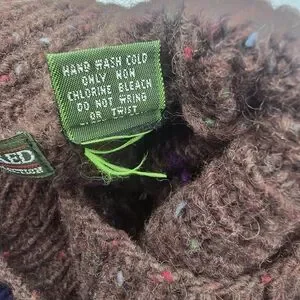 HAND WASH COLD
ONLY NON
CHLORINE BLEACH
DO NOT WRING
OR TWIST